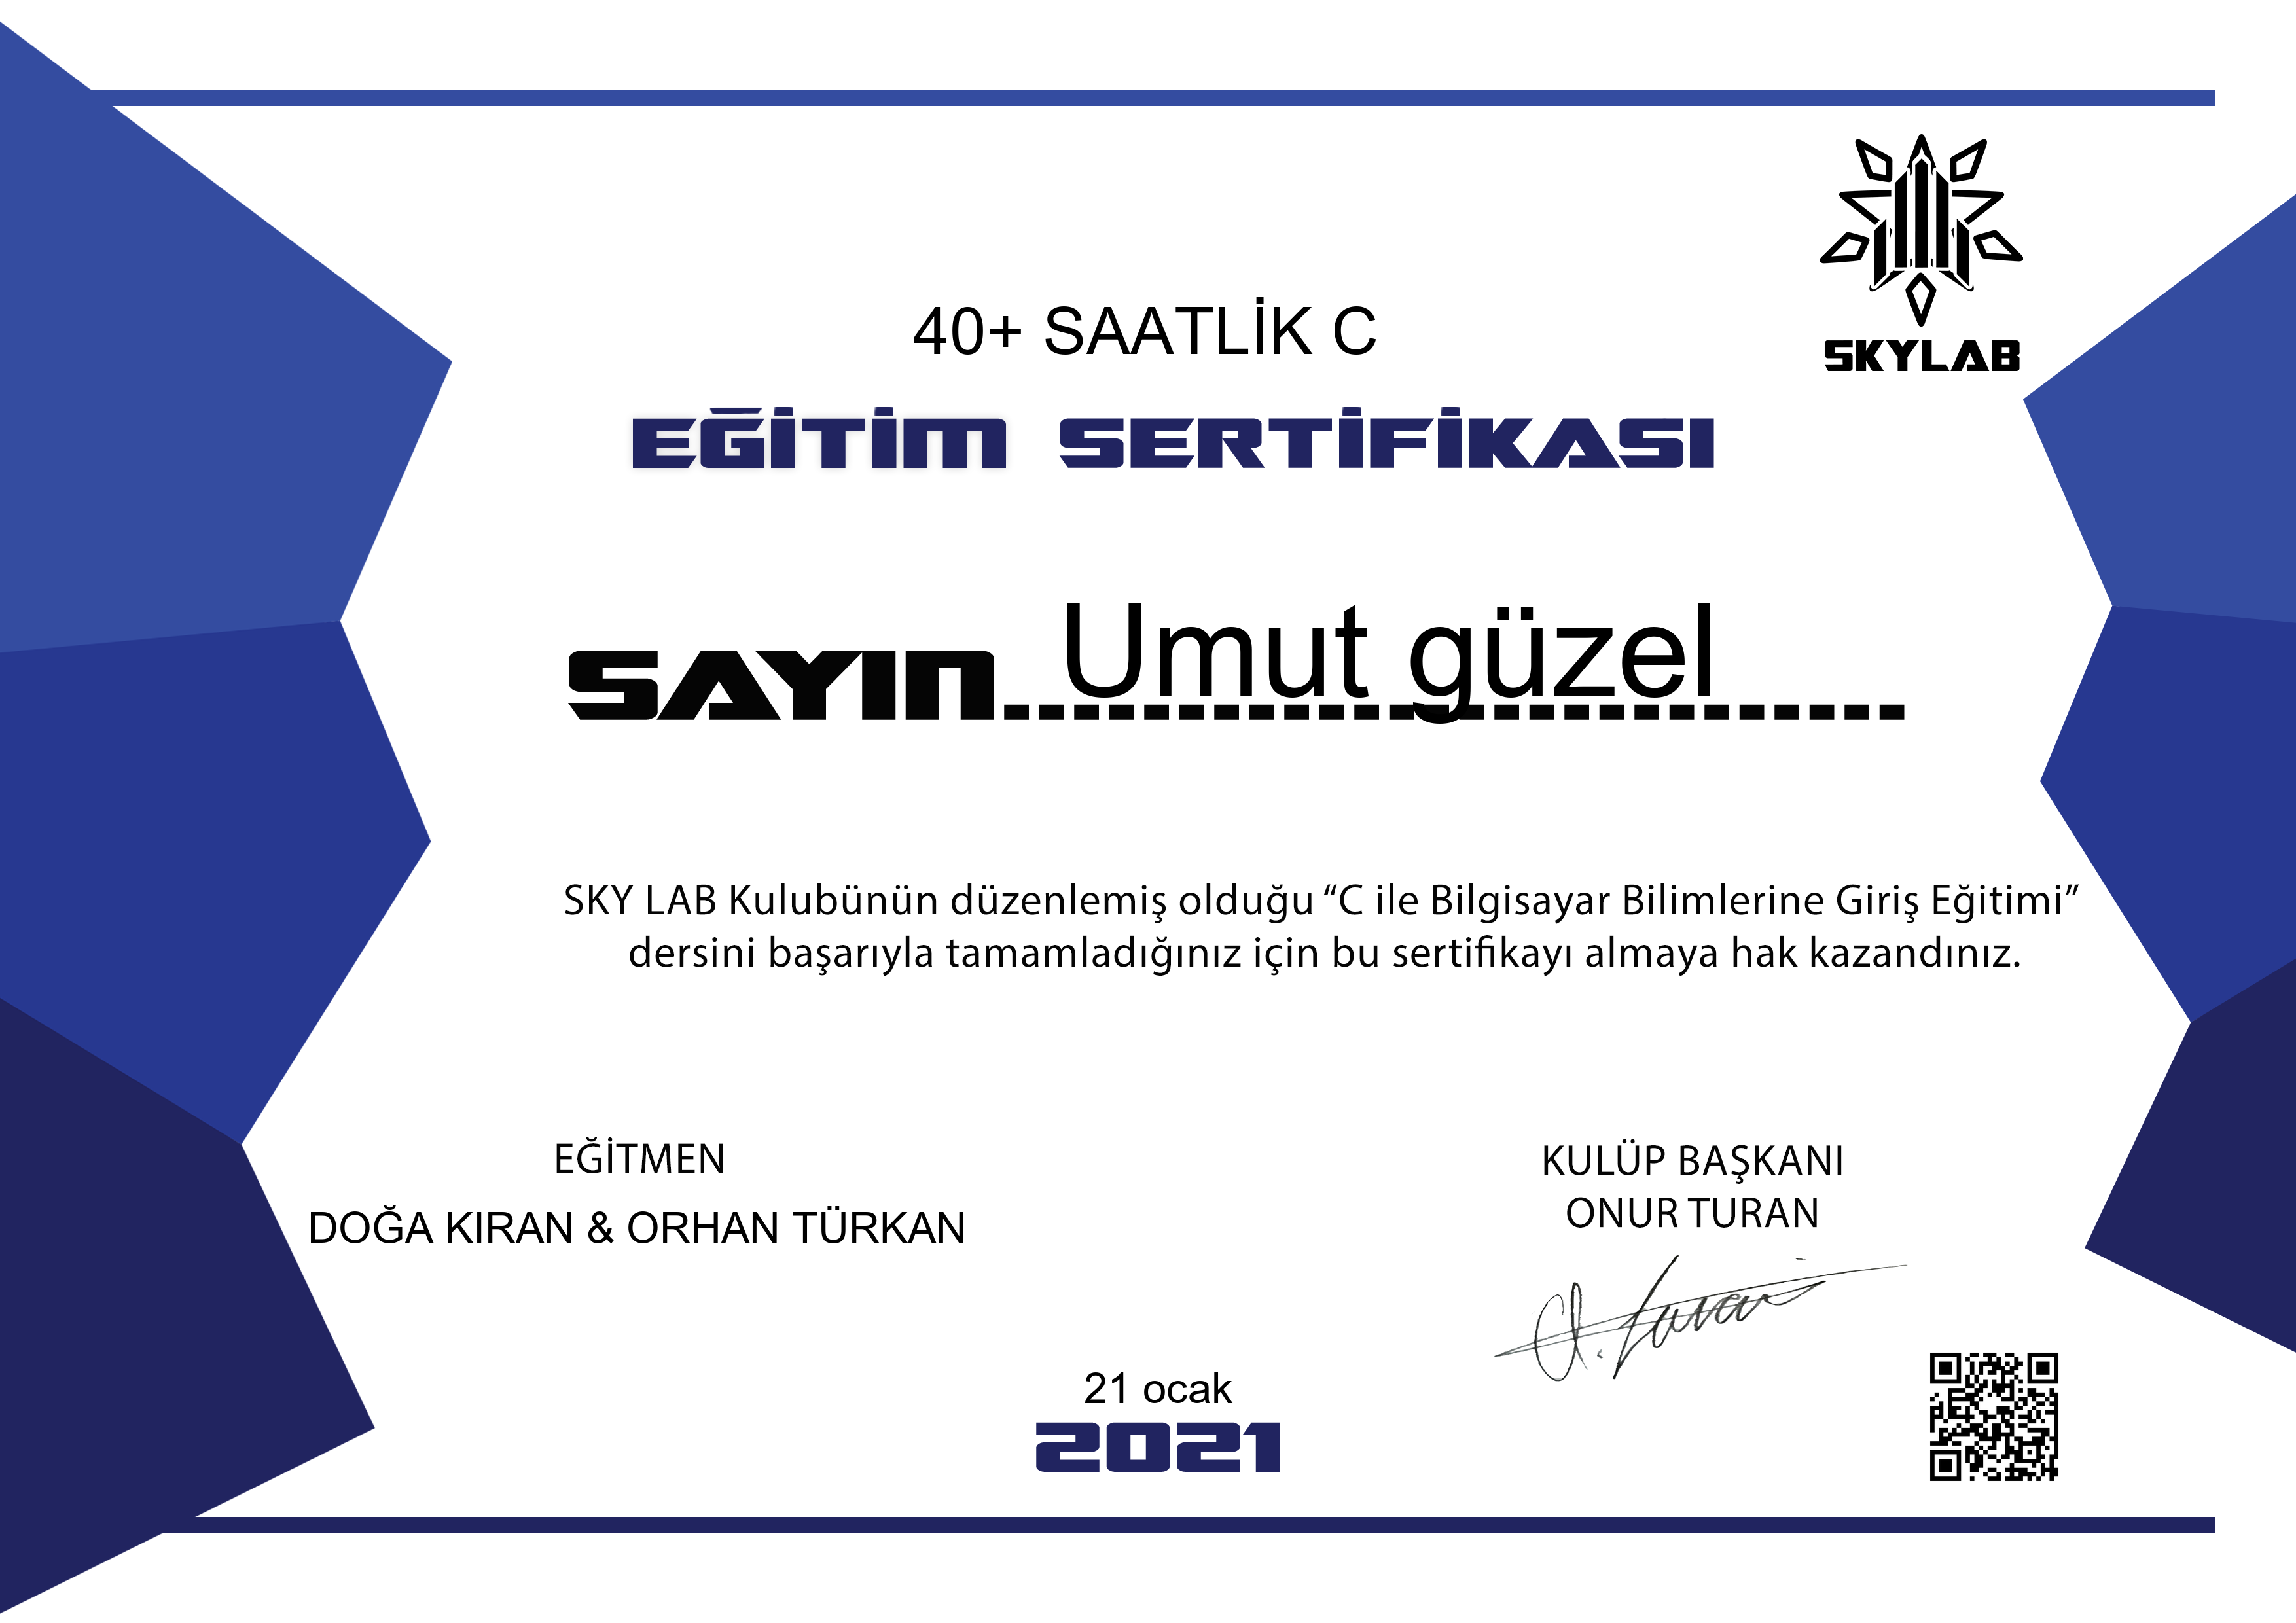 SKYLAB
40+ SAATLİK C
EĞİTİM SERTİFİKASI
SAYIN Umut güzel
SKY LAB Kulubünün düzenlemiş olduğu “C ile Bilgisayar Bilimlerine Giriş Eğitimi”
dersini başarıyla tamamladığınız için bu sertifikayı almaya hak kazandınız.
EĞİTMEN
DOĞA KIRAN & ORHAN TÜRKAN
KULÜP BAŞKANI
ONUR TURAN
21 ocak
2021